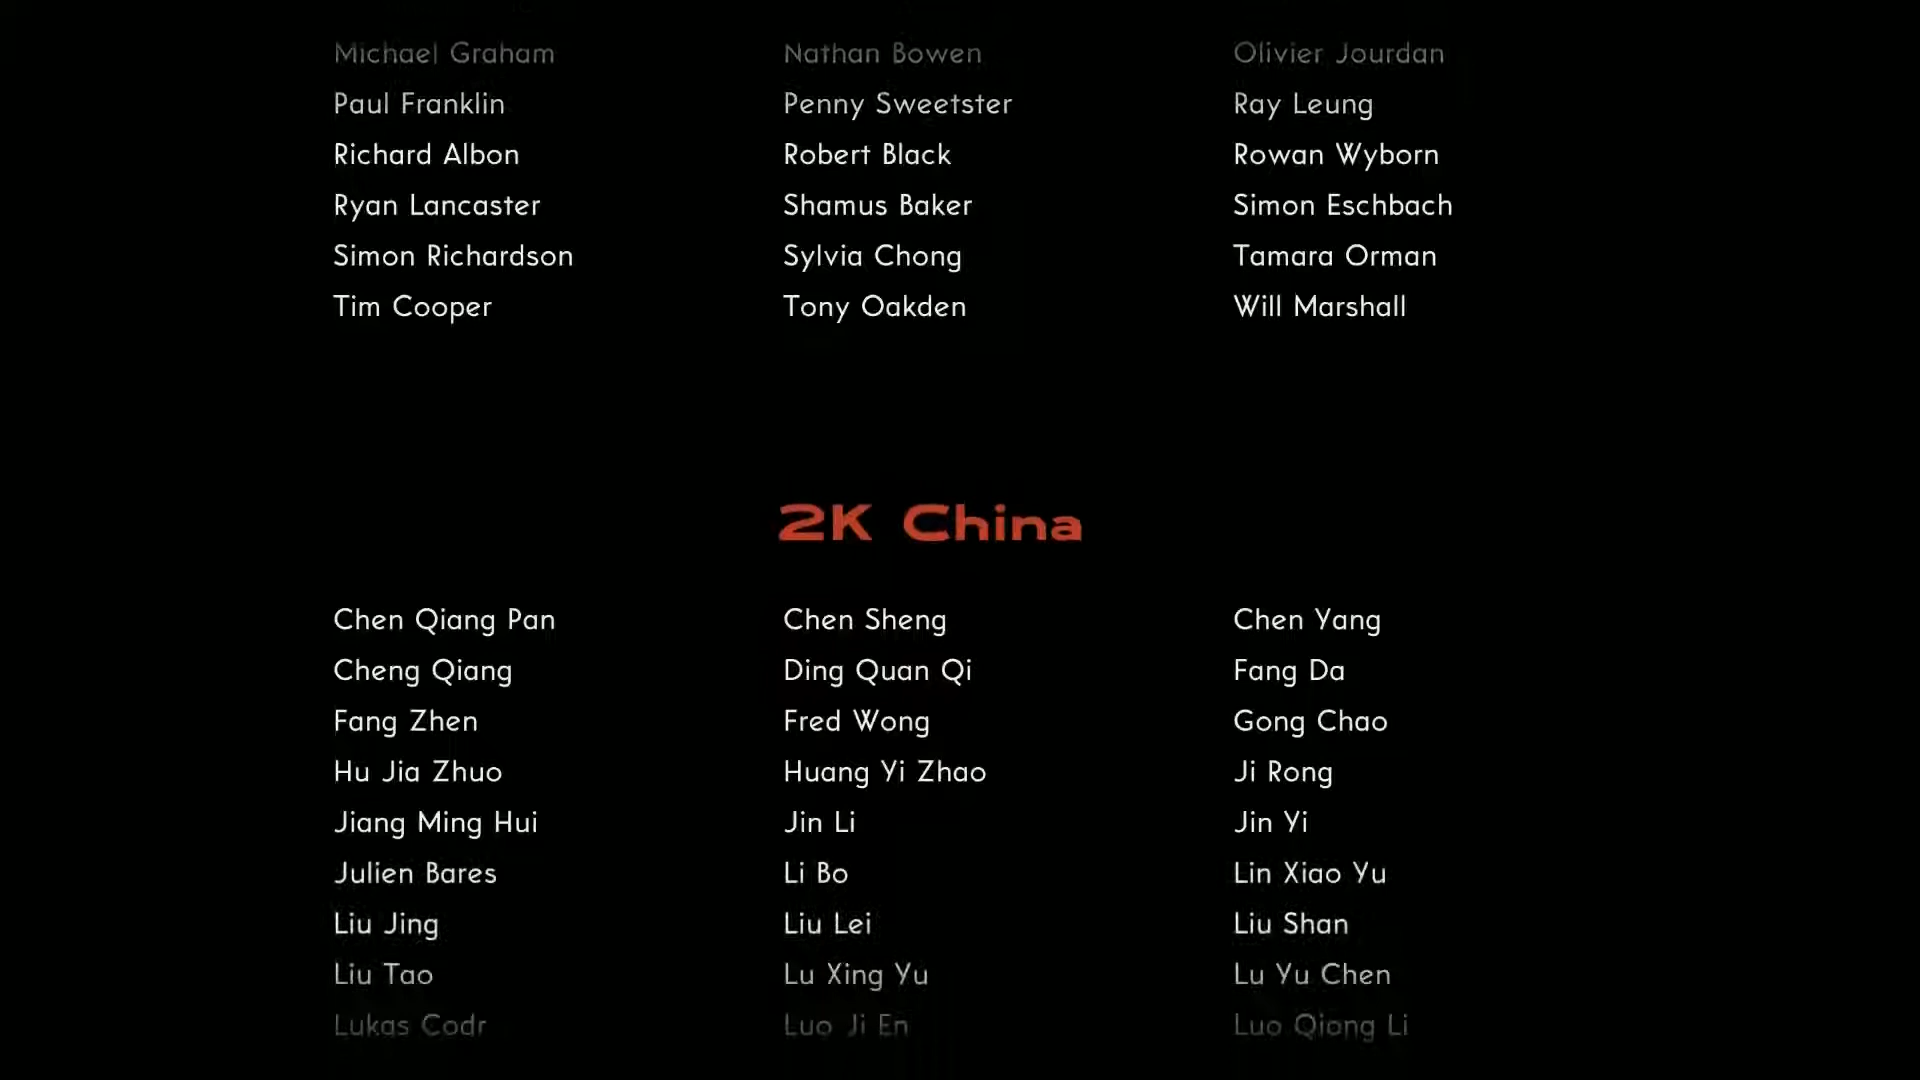 Michael Graham Nathan Bowen Olivier Jourdan
Paul Franklin Penny Sweetster Ray Leung
Richard Albon Robert Black Rowan Wyborn
Ryan Lancaster Shamus Baker Simon Eschbach
Simon Richardson Sylvia Chong Tamara Orman
Tim Cooper Tony Oakden Will Marshall
2K China
Chen Qiang Pan Chen Sheng Chen Yang
Cheng Qiang Ding Quan Qi Fang Da
Fang Zhen Fred Wong Gong Chao
Hu Jia Zhuo Huang Yi Zhao Ji Rong
Jiang Ming Hui Jin Li Jin Yi
Julien Bares Li Bo Lin Xiao Yu
Liu Jing Liu Lei Liu Shan
Liu Tao Lu Xing Yu Lu Yu Chen
Lukas Codr Luo Ji En Luo Qiong Li